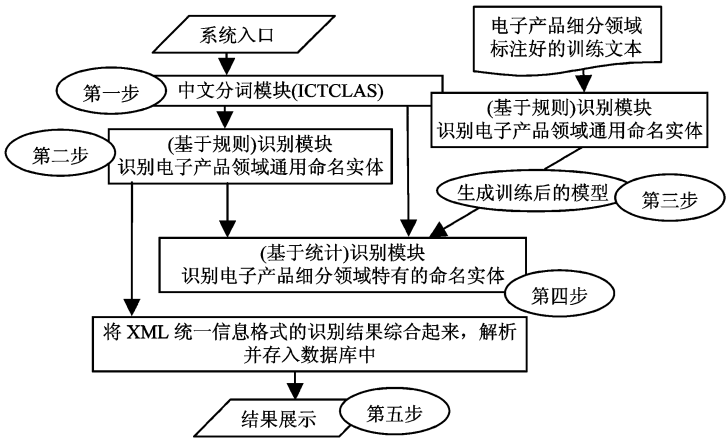 系统入口
电子产品细分领域
标注好的训练文本
第一步
中文分词模块(ICTCLAS)
(基于规则)识别模块
识别电子产品领域通用命名实体
第二步
(基于规则)识别模块
识别电子产品领域通用命名实体
生成训练后的模型
第三步
(基于统计)识别模块
识别电子产品细分领域特有的命名实体
第四步
将 XML 统一信息格式的识别结果综合起来，解析
并存入数据库中
结果展示
第五步